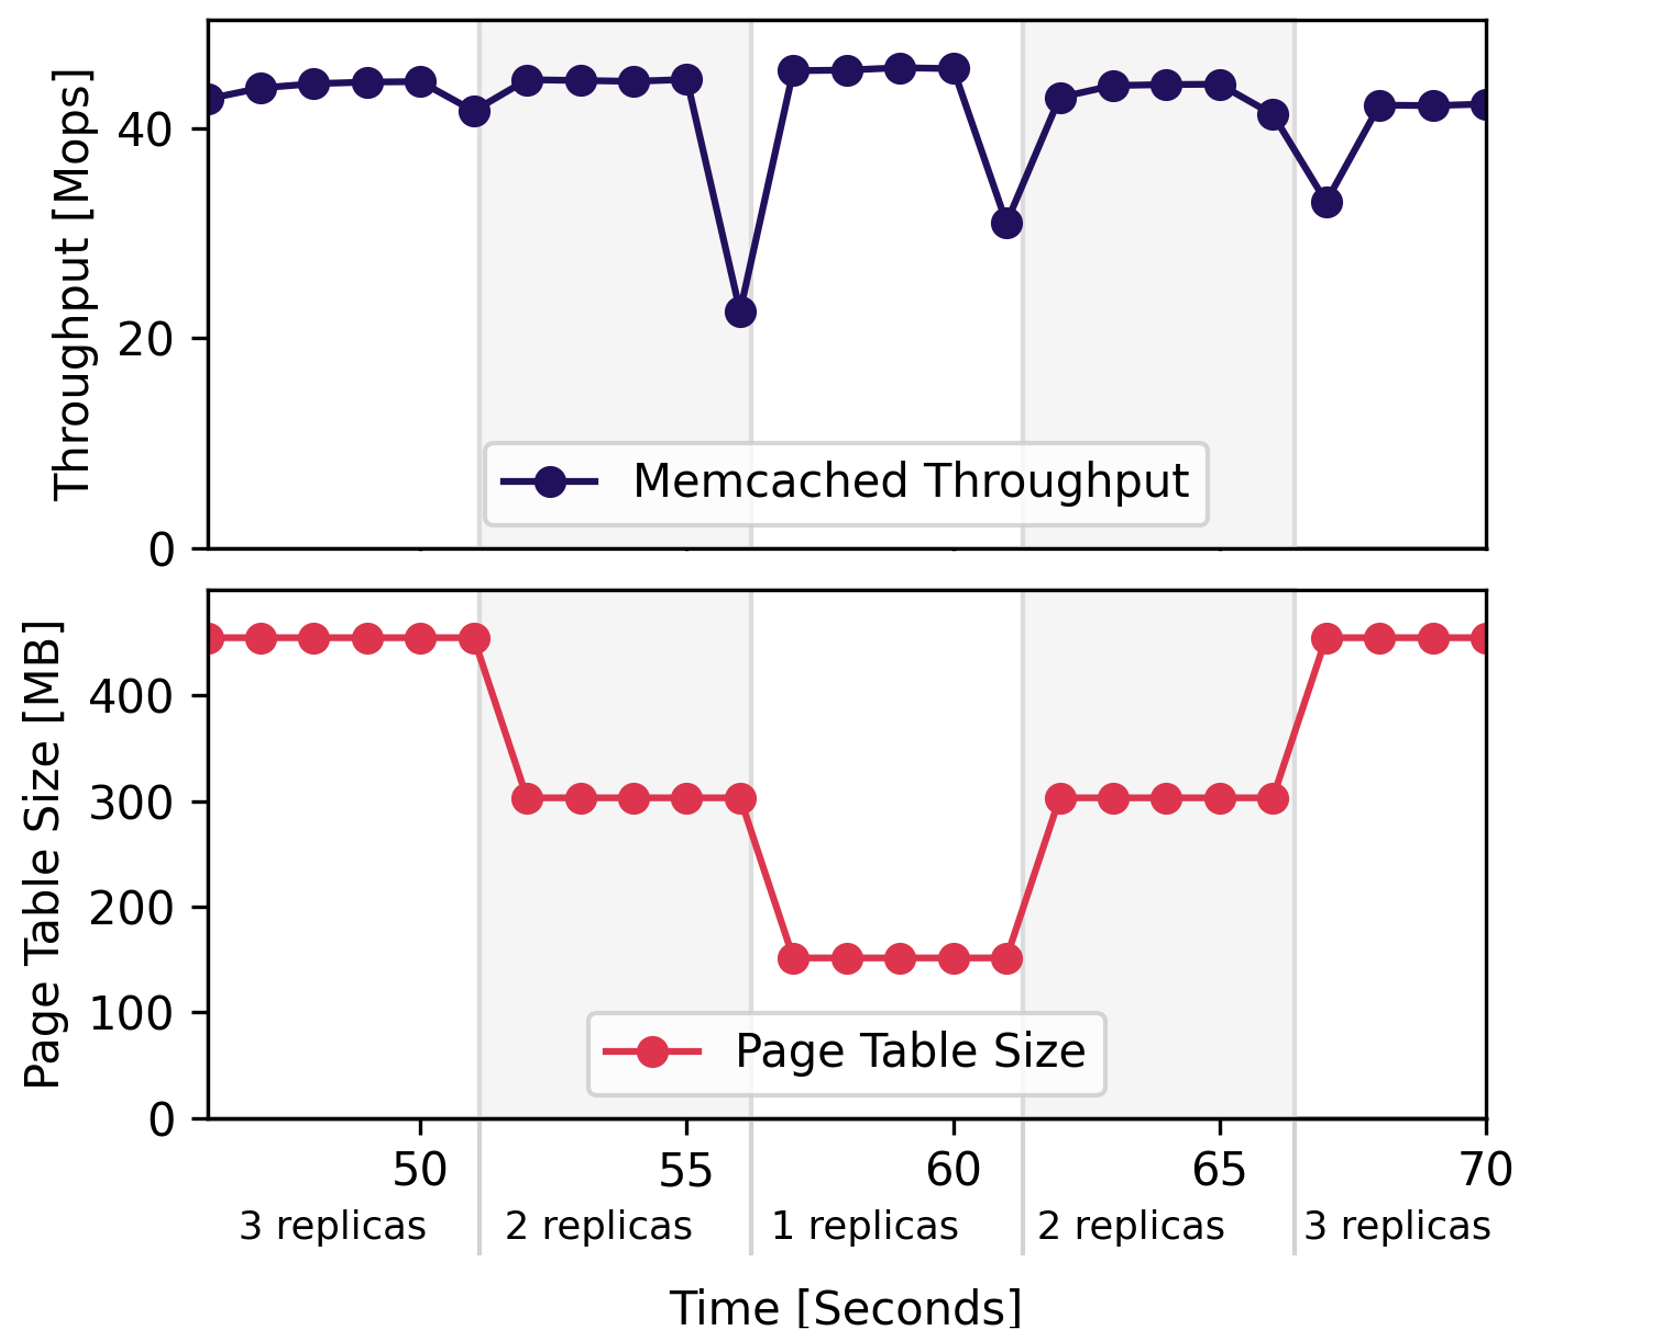 Throughput [Mops]
40
20
0
Memcached Throughput
Page Table Size [MB]
400
300
200
100
0
Page Table Size
50 55 60 65 70
3 replicas 2 replicas 1 replicas 2 replicas 3 replicas
Time [Seconds]